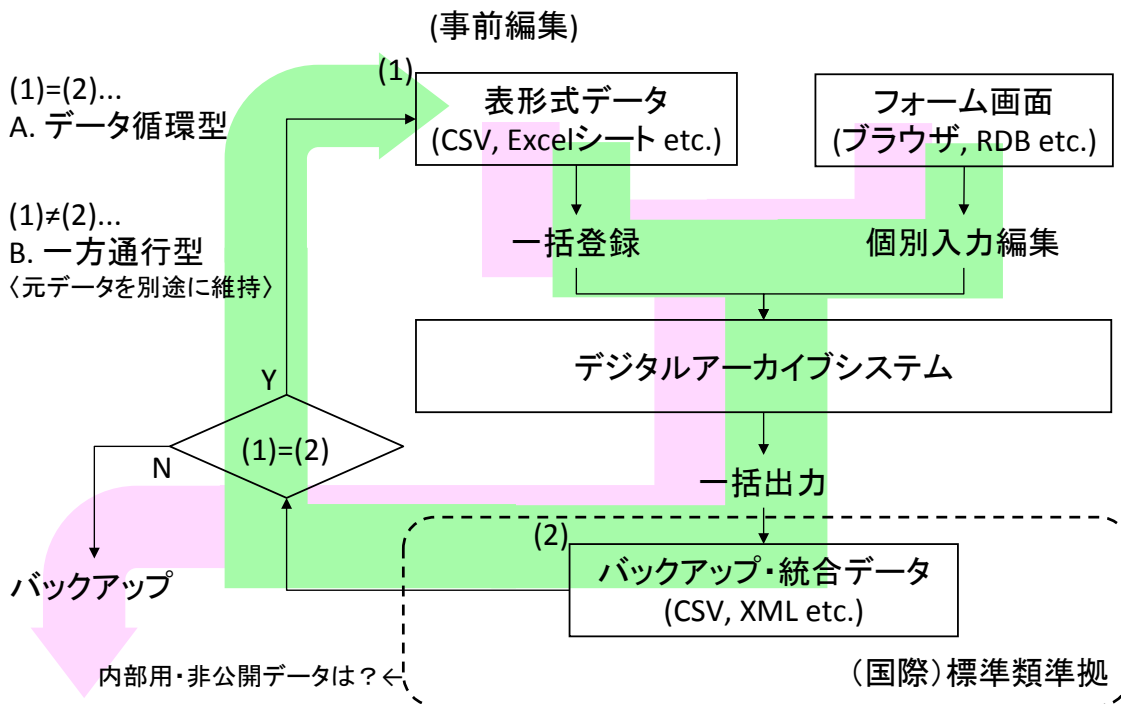 (事前編集)
(1)
(1)=(2)...
A. データ循環型
表形式データ
(CSV, Excelシート etc.)
フォーム画面
(ブラウザ, RDB etc.)
(1)≠(2)...
B. 一方通行型
〈元データを別途に維持〉
一括登録
個別入力編集
デジタルアーカイブシステム
Y
(1)=(2)
N
一括出力
(2)
バックアップ・統合データ
(CSV, XML etc.)
バックアップ
内部用・非公開データは？←
（国際）標準類準拠